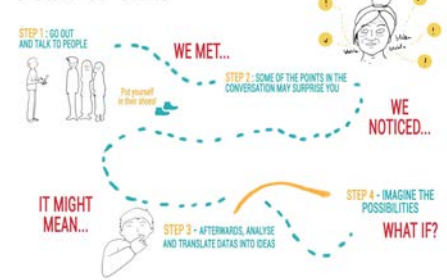 STEP 1 : GO OUT
AND TALK TO PEOPLE
WE MET...
STEP 2 : SOME OF THE POINTS IN THE
CONVERSATION MAY SURPRISE YOU
Put yourself
in their shoes!
WE
NOTICED...
IT MIGHT
MEAN...
STEP 3 - AFTERWARDS, ANALYSE
AND TRANSLATE DATAS INTO IDEAS
STEP 4 - IMAGINE THE
POSSIBILITIES
WHAT IF?